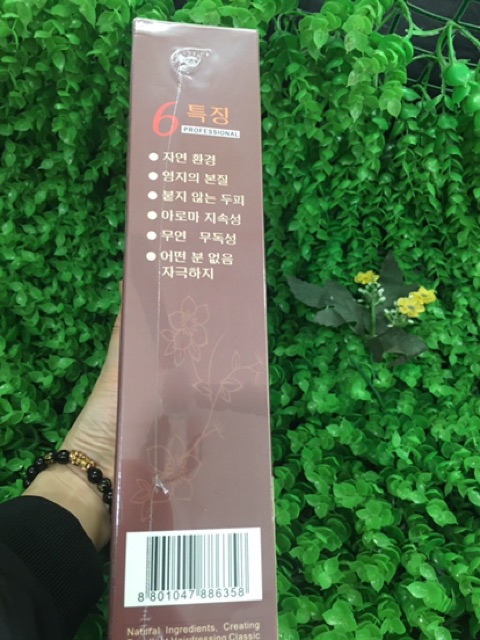 6 특징
PROFESSIONAL
자연 환경
영지의 본질
붙지 않는 두피
아로마 지속성
무연 무독성
어떤 분 없음
자극하지
8 801047 886358
Natural Ingredients, Creating
Hairdressing Classic